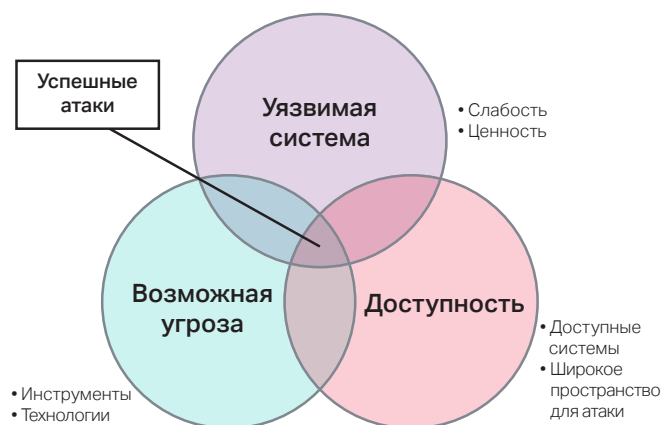 Успешные
атаки
Уязвимая
система
• Слабость
• Ценность
Возможная
угроза
Доступность
• Доступные
системы
• Широкое
пространство
для атаки
• Инструменты
• Технологии